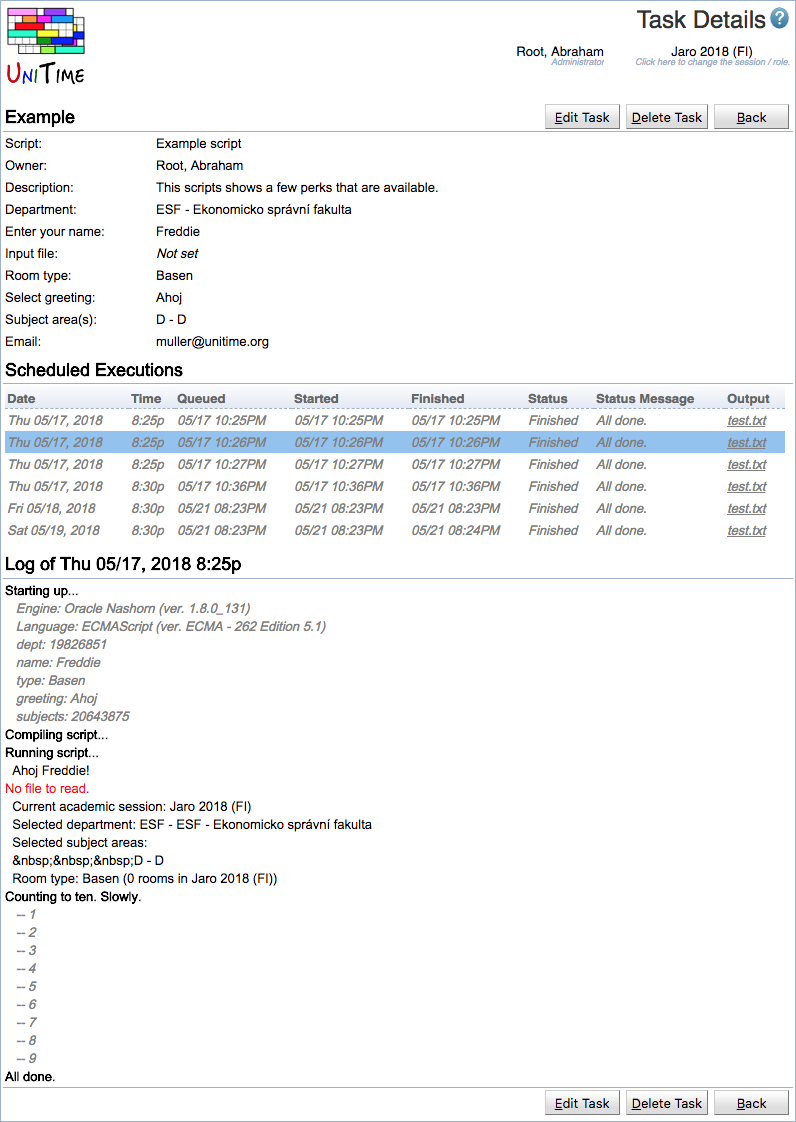 Task Details ?
UNITIME
Root, Abraham
Administrator
Jaro 2018 (FI)
Click here to change the session / role.
Example
Edit Task Delete Task Back
Script: Example script
Owner: Root, Abraham
Description: This scripts shows a few perks that are available.
Department: ESF - Ekonomicko správní fakulta
Enter your name: Freddie
Input file: Not set
Room type: Basen
Select greeting: Ahoj
Subject area(s): D - D
Email: muller@unitime.org
Scheduled Executions
Date Time Queued Started Finished Status Status Message Output
Thu 05/17, 2018 8:25p 05/17 10:25PM 05/17 10:25PM 05/17 10:25PM Finished All done. test.txt
Thu 05/17, 2018 8:25p 05/17 10:26PM 05/17 10:26PM 05/17 10:26PM Finished All done. test.txt
Thu 05/17, 2018 8:25p 05/17 10:27PM 05/17 10:27PM 05/17 10:27PM Finished All done. test.txt
Thu 05/17, 2018 8:30p 05/17 10:36PM 05/17 10:36PM 05/17 10:36PM Finished All done. test.txt
Fri 05/18, 2018 8:30p 05/21 08:23PM 05/21 08:23PM 05/21 08:23PM Finished All done. test.txt
Sat 05/19, 2018 8:30p 05/21 08:23PM 05/21 08:23PM 05/21 08:24PM Finished All done. test.txt
Log of Thu 05/17, 2018 8:25p
Starting up...
Engine: Oracle Nashorn (ver. 1.8.0_131)
Language: ECMAScript (ver. ECMA - 262 Edition 5.1)
dept: 19826851
name: Freddie
type: Basen
greeting: Ahoj
subjects: 20643875
Compiling script...
Running script...
Ahoj Freddie!
No file to read.
Current academic session: Jaro 2018 (FI)
Selected department: ESF - ESF - Ekonomicko správní fakulta
Selected subject areas:
&amp;nbsp;&amp;nbsp;&amp;nbsp;D - D
Room type: Basen (0 rooms in Jaro 2018 (FI))
Counting to ten. Slowly.
-- 1
-- 2
-- 3
-- 4
-- 5
-- 6
-- 7
-- 8
-- 9
All done.
Edit Task Delete Task Back